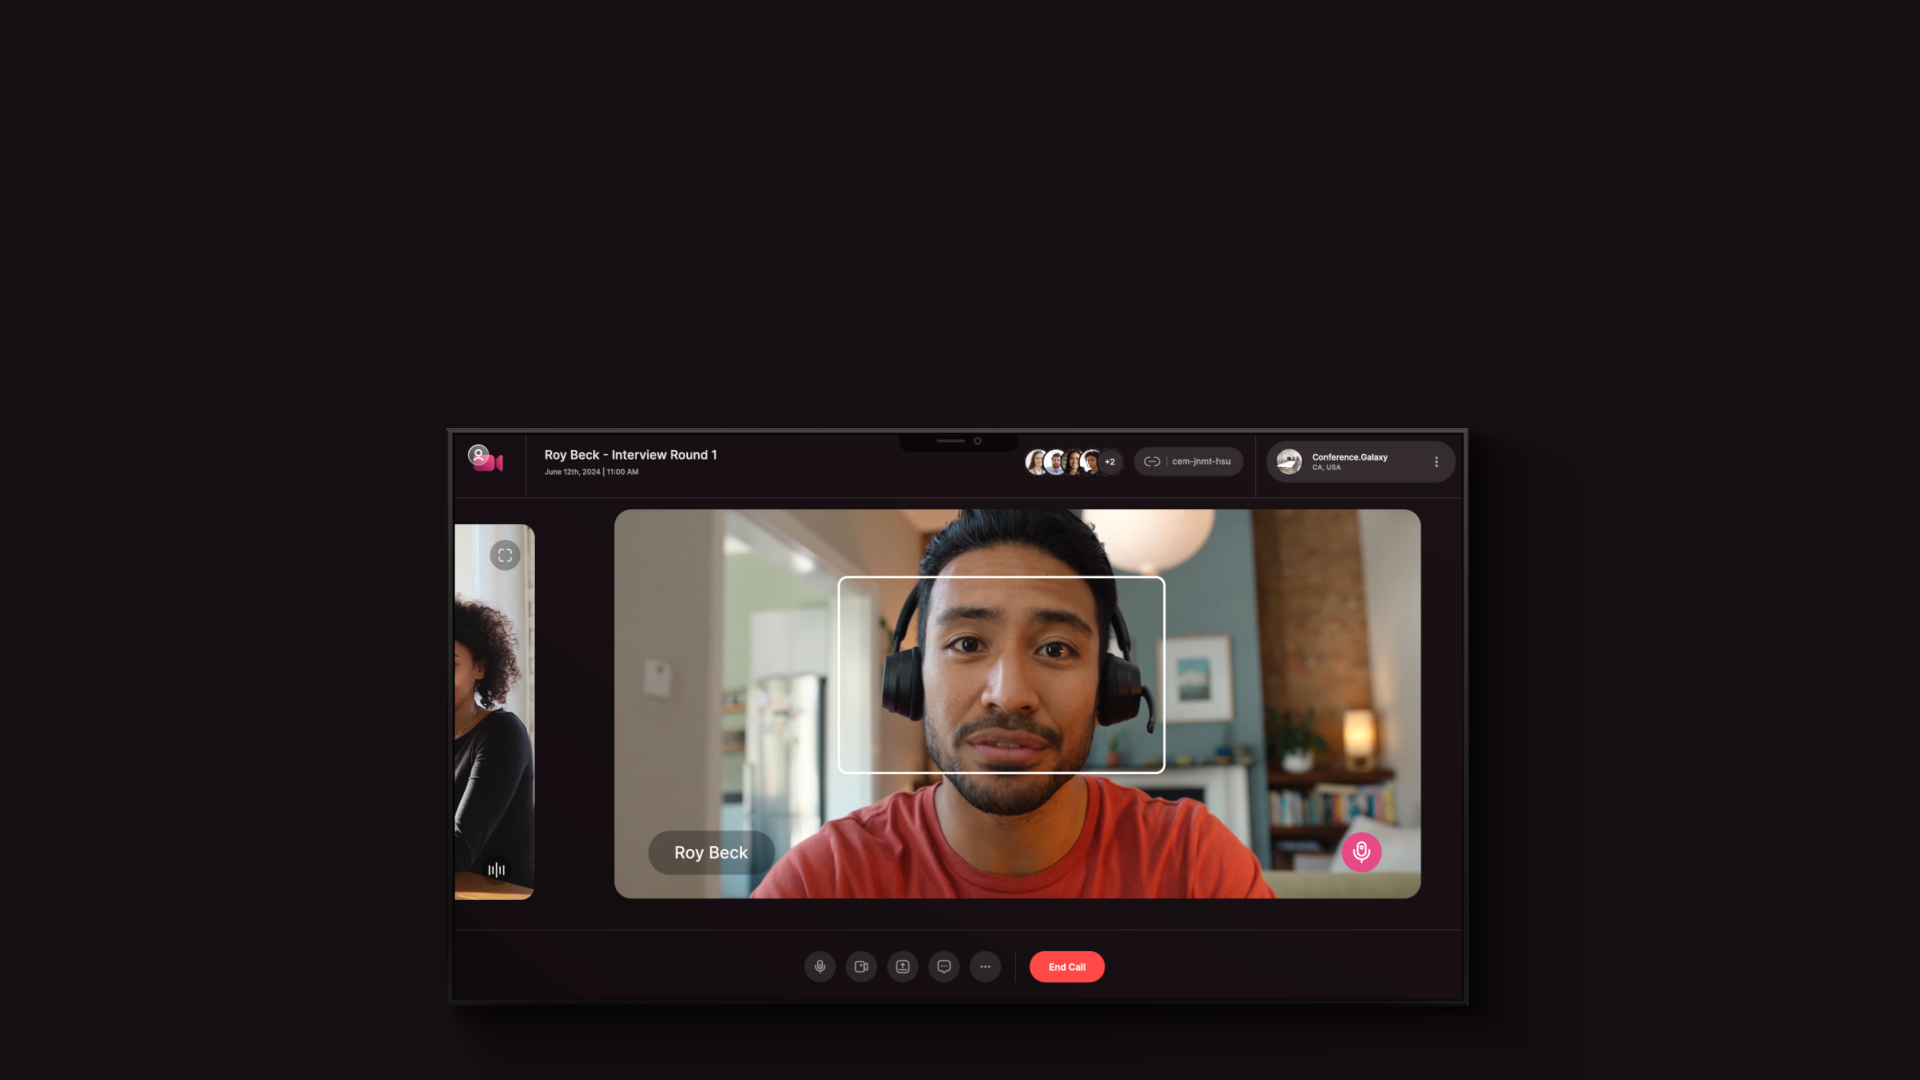 Roy Beck - Interview Round 1
June 12th, 2024 | 11:00 AM
+2
cem-jnmt-hsu
Conference.Galaxy
CA, USA
Roy Beck
End Call